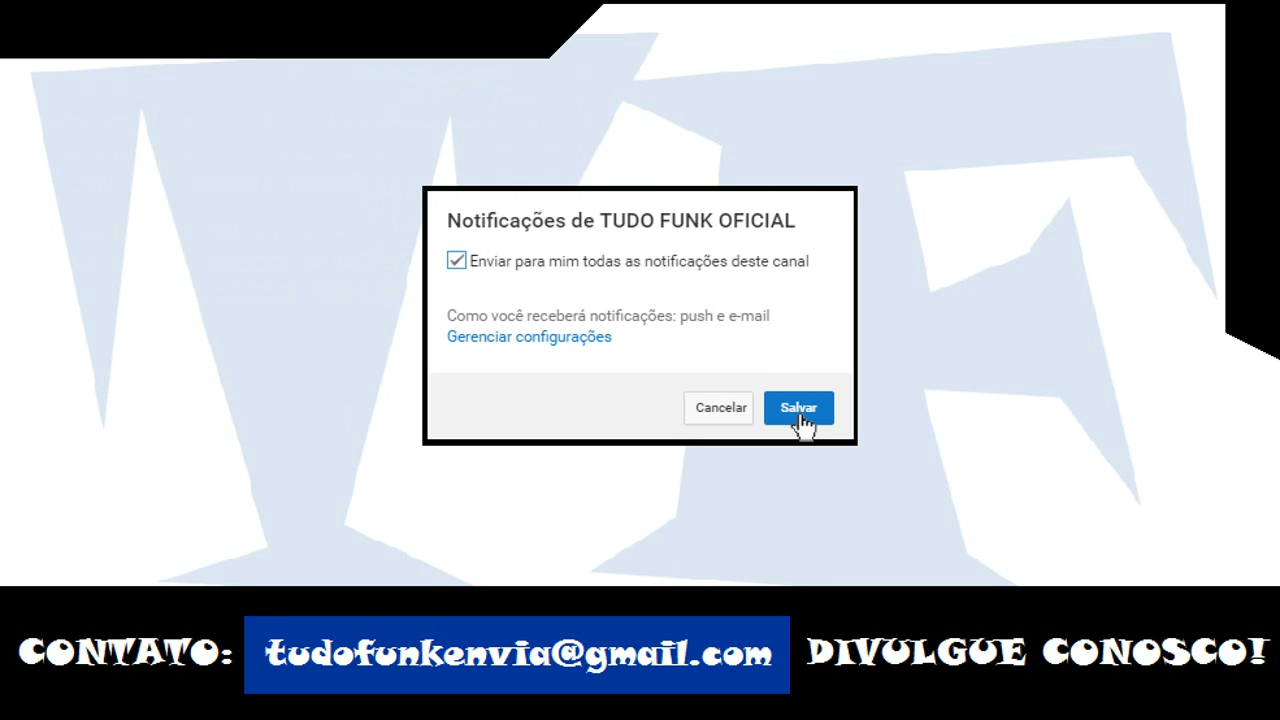 Notificações de TUDO FUNK OFICIAL
Enviar para mim todas as notificações deste canal
Como você receberá notificações: push e e-mail
Gerenciar configurações
Cancelar
Salvar
CONTATO: tudofunkenvia@gmail.com DIVULGUE CONOSCO!